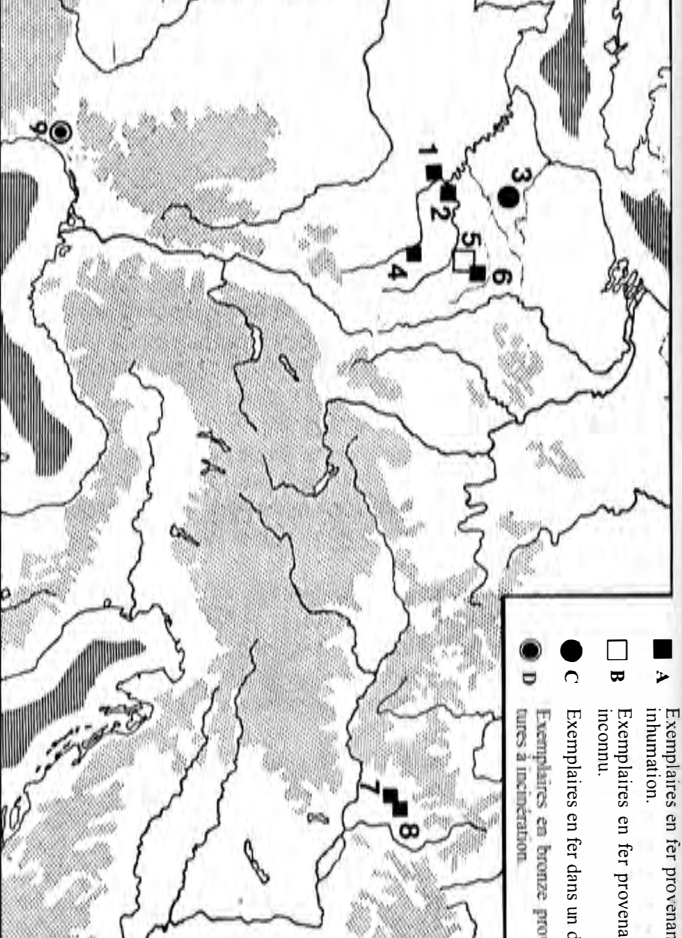 A Exemplaires en fer provenan
inhumation.
B Exemplaires en fer provena
inconnu.
C Exemplaires en fer dans un d
D Exemplaires en bronze pro
tures à incinération.
1
2
3
4
5
6
7
8
9